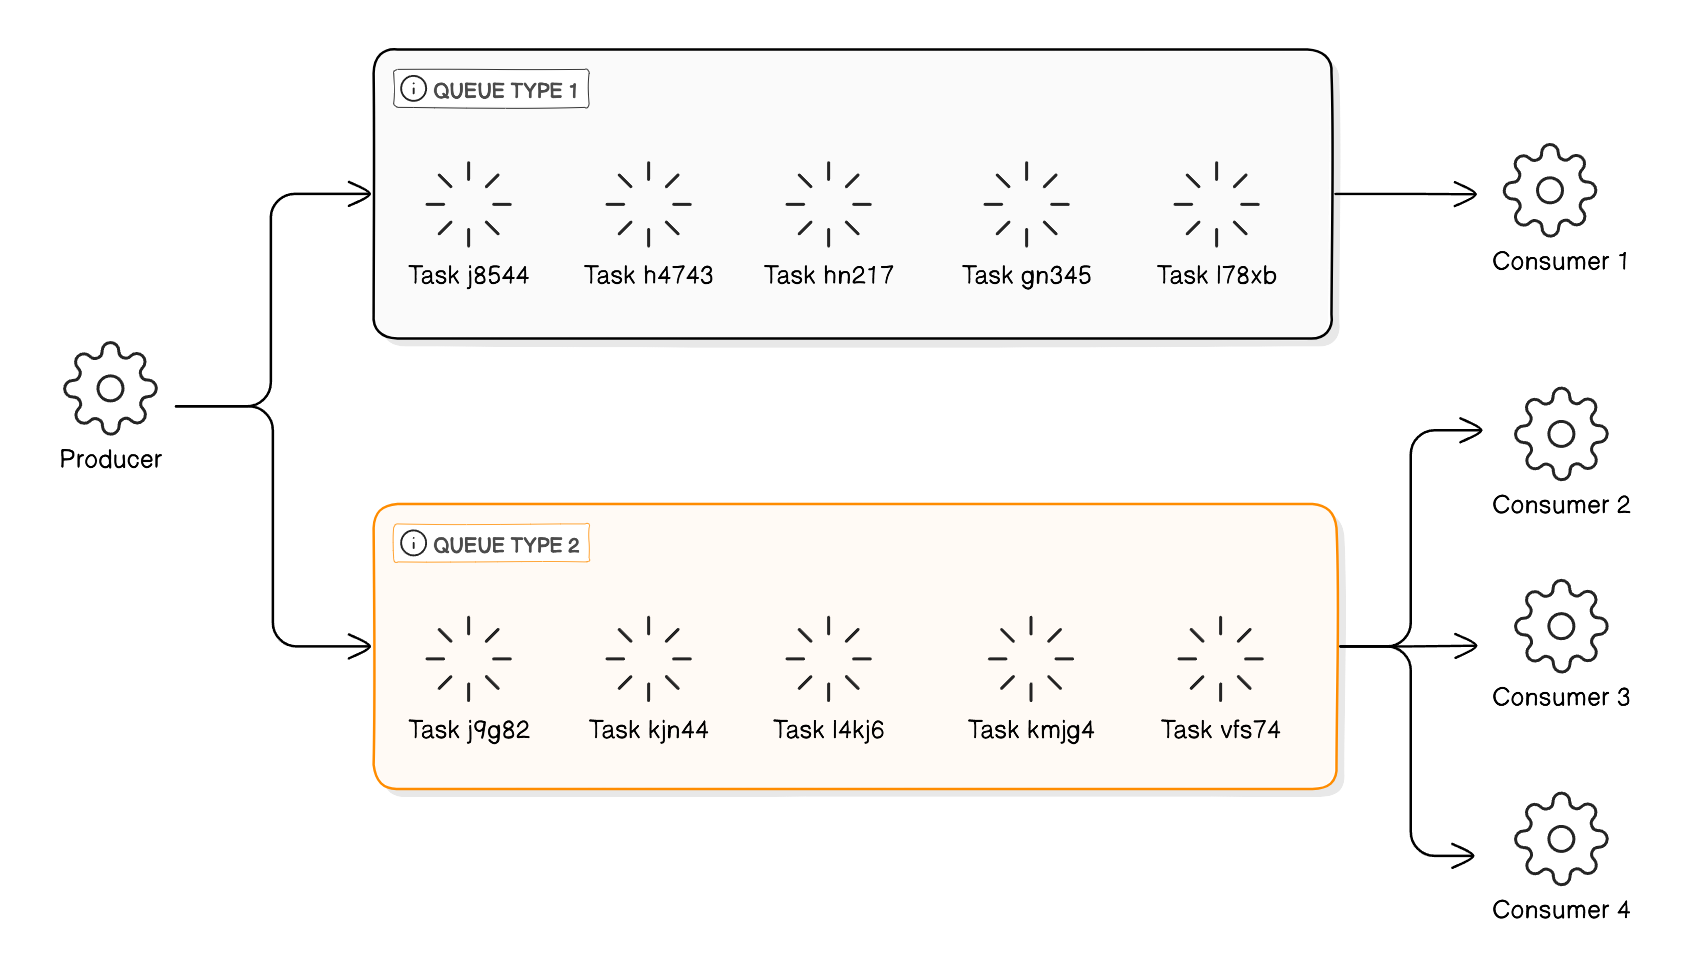 QUEUE TYPE 1
Task j8544
Task h4743
Task hn217
Task gn345
Task l78xb
Consumer 1
Producer
Consumer 2
QUEUE TYPE 2
Task j9g82
Task kjn44
Task l4kj6
Task kmjg4
Task vfs74
Consumer 3
Consumer 4